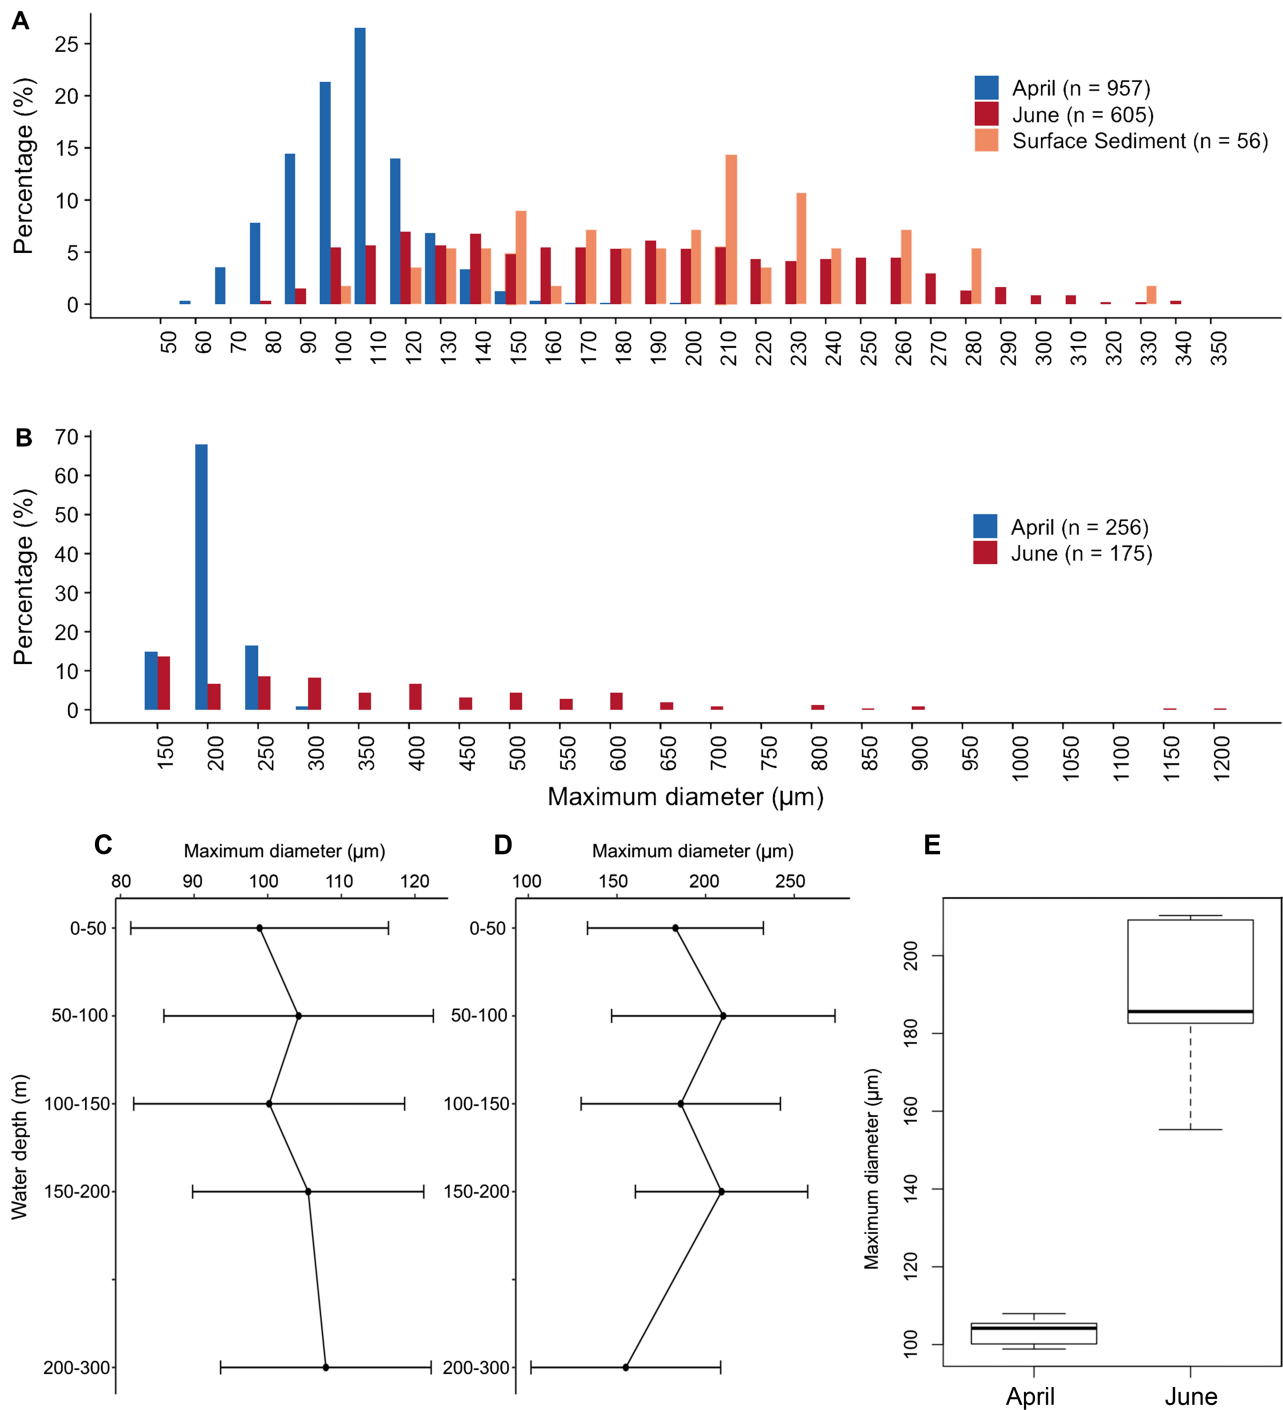 A
Percentage (%)
25
20
15
10
5
0
April (n = 957)
June (n = 605)
Surface Sediment (n = 56)
50 60 70 80 90 100 110 120 130 140 150 160 170 180 190 200 210 220 230 240 250 260 270 280 290 300 310 320 330 340 350
B
Percentage (%)
70
60
50
40
30
20
10
0
April (n = 256)
June (n = 175)
150 200 250 300 350 400 450 500 550 600 650 700 750 800 850 900 950 1000 1050 1100 1150 1200
Maximum diameter (µm)
C
Maximum diameter (µm)
80 90 100 110 120
Water depth (m)
0-50
50-100
100-150
150-200
200-300
D
Maximum diameter (µm)
100 150 200 250
0-50
50-100
100-150
150-200
200-300
E
Maximum diameter (µm)
200
180
160
140
120
100
April June